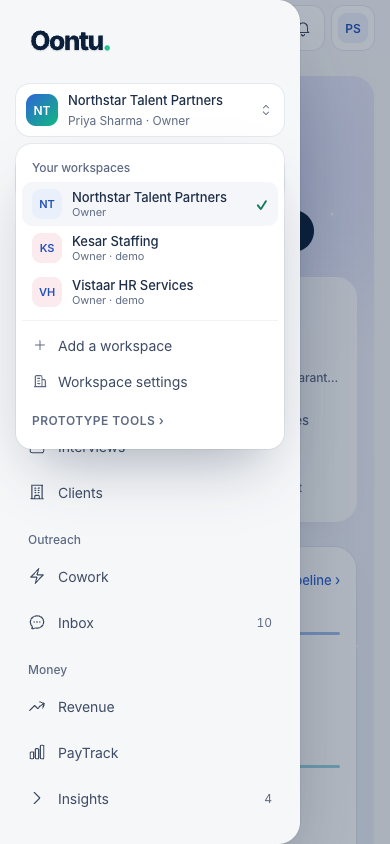 Oontu.
PS
NT
Northstar Talent Partners
Priya Sharma · Owner
Your workspaces
NT
Northstar Talent Partners
Owner
KS
Kesar Staffing
Owner · demo
VH
Vistaar HR Services
Owner · demo
Add a workspace
Workspace settings
PROTOTYPE TOOLS ›
Interviews
Clients
Outreach
Cowork
Inbox
10
Money
Revenue
PayTrack
Insights
4